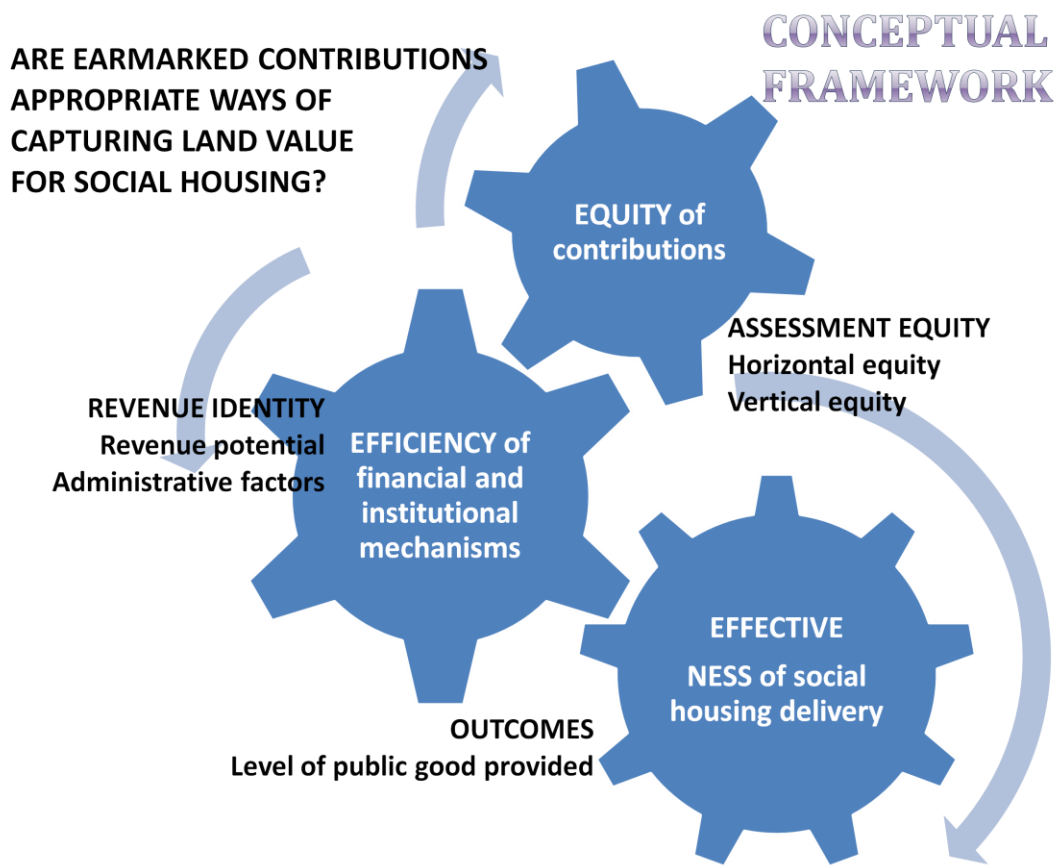 CONCEPTUAL
FRAMEWORK
ARE EARMARKED CONTRIBUTIONS
APPROPRIATE WAYS OF
CAPTURING LAND VALUE
FOR SOCIAL HOUSING?
EQUITY of
contributions
ASSESSMENT EQUITY
Horizontal equity
Vertical equity
REVENUE IDENTITY
Revenue potential
Administrative factors
EFFICIENCY of
financial and
institutional
mechanisms
EFFECTIVE
NESS of social
housing delivery
OUTCOMES
Level of public good provided